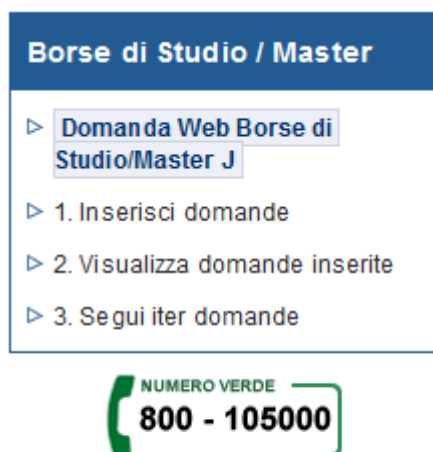 Borse di Studio / Master
Domanda Web Borse di
Studio/Master J
1. Inserisci domande
2. Visualizza domande inserite
3. Segui iter domande
NUMERO VERDE
800 - 105000